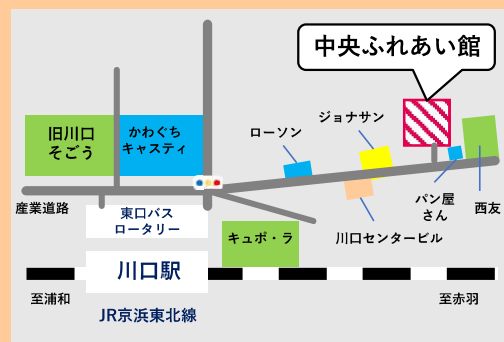 中央ふれあい館
ジョナサン
ローソン
旧川口
そごう
かわぐち
キャスティ
パン屋
さん
西友
産業道路
東口バス
ロータリー
キュポ・ラ
川口センタービル
川口駅
至浦和
至赤羽
JR京浜東北線